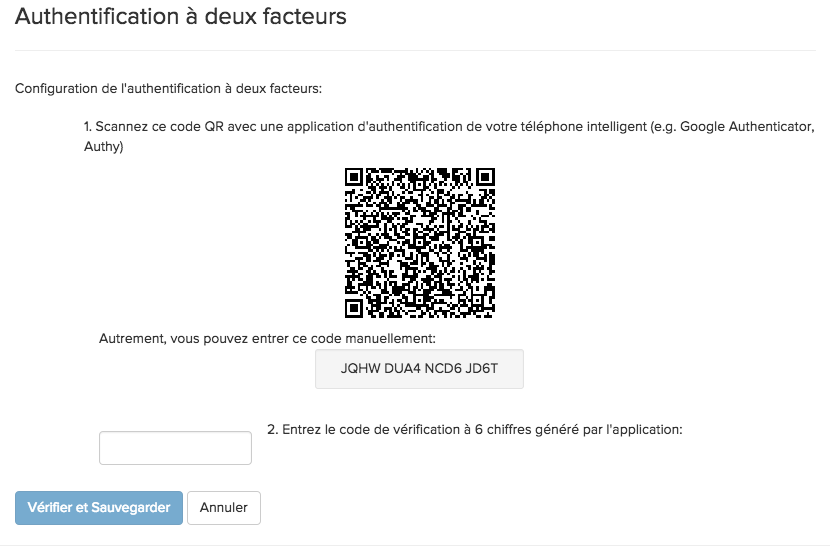 Authentification à deux facteurs
Configuration de l'authentification à deux facteurs:
1. Scannez ce code QR avec une application d'authentification de votre téléphone intelligent (e.g. Google Authenticator,
Authy)
Autrement, vous pouvez entrer ce code manuellement:
JQHW DUA4 NCD6 JD6T
2. Entrez le code de vérification à 6 chiffres généré par l'application:
Vérifier et Sauvegarder
Annuler